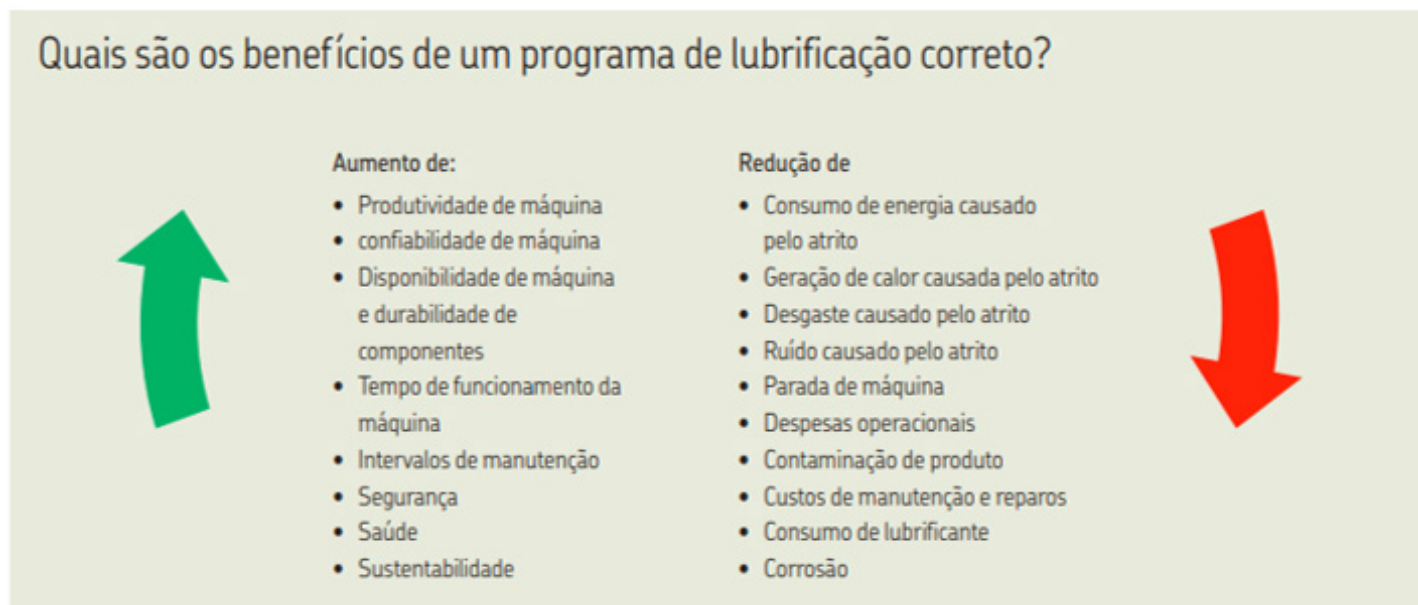 Quais são os benefícios de um programa de lubrificação correto?
Aumento de:
• Produtividade de máquina
• confiabilidade de máquina
• Disponibilidade de máquina
e durabilidade de
componentes
• Tempo de funcionamento da
máquina
• Intervalos de manutenção
• Segurança
• Saúde
• Sustentabilidade
Redução de
• Consumo de energia causado
pelo atrito
• Geração de calor causada pelo atrito
• Desgaste causado pelo atrito
• Ruído causado pelo atrito
• Parada de máquina
• Despesas operacionais
• Contaminação de produto
• Custos de manutenção e reparos
• Consumo de lubrificante
• Corrosão